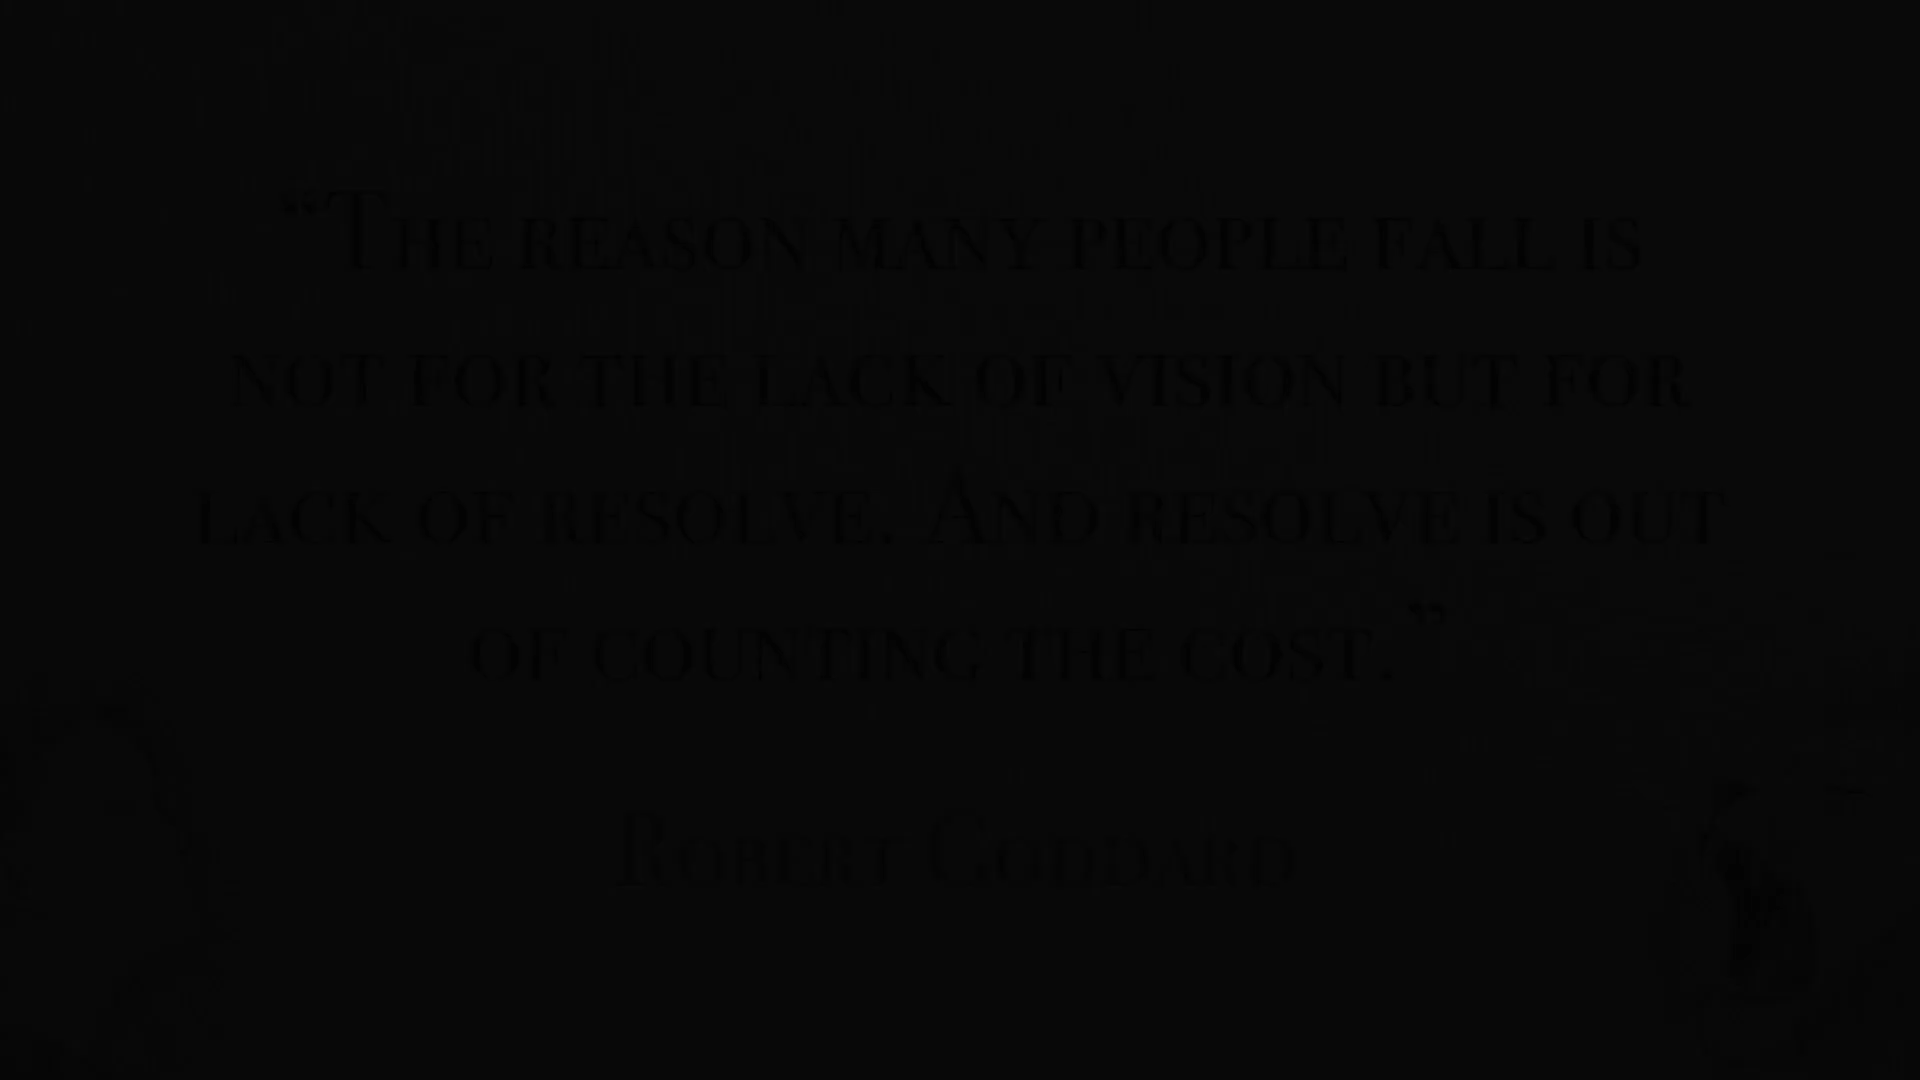 “The reason many people fall is
not for the lack of vision but for
lack of resolve. And resolve is out
of counting the cost.”
Robert Goddard